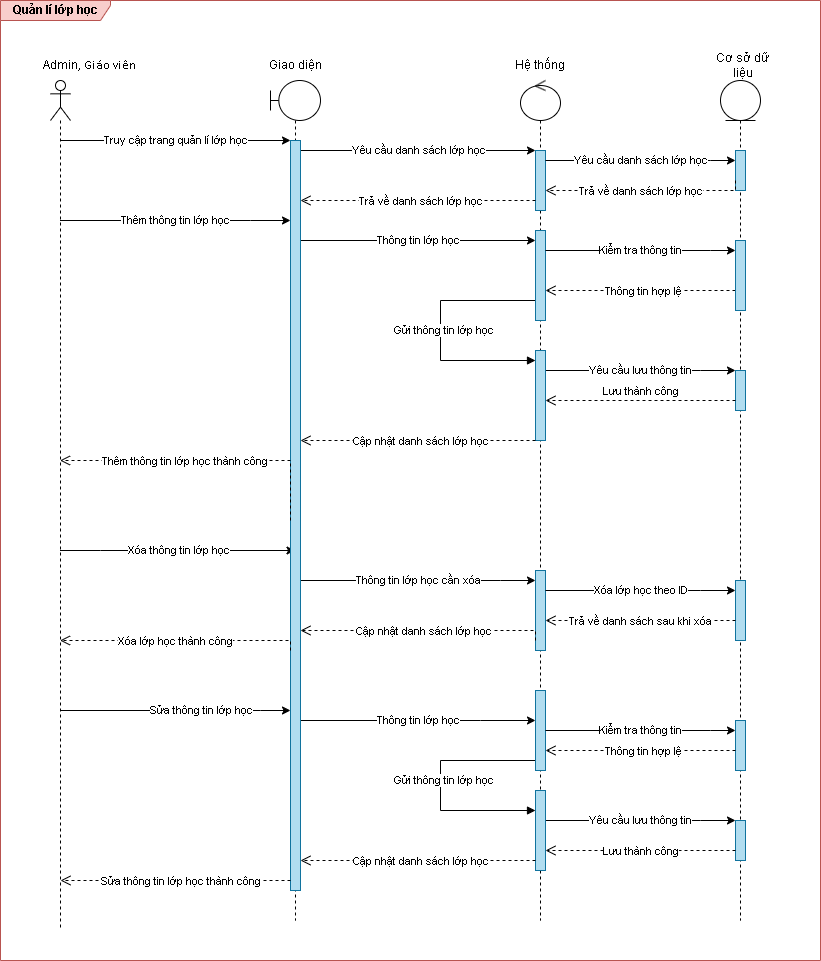 Quản lí lớp học
Admin, Giáo viên
Giao diện
Hệ thống
Cơ sở dữ
liệu
Truy cập trang quản lí lớp học
Yêu cầu danh sách lớp học
Yêu cầu danh sách lớp học
Trả về danh sách lớp học
Trả về danh sách lớp học
Thêm thông tin lớp học
Thông tin lớp học
Kiểm tra thông tin
Thông tin hợp lệ
Gửi thông tin lớp học
Yêu cầu lưu thông tin
Lưu thành công
Cập nhật danh sách lớp học
Thêm thông tin lớp học thành công
Xóa thông tin lớp học
Thông tin lớp học cần xóa
Xóa lớp học theo ID
Trả về danh sách sau khi xóa
Cập nhật danh sách lớp học
Xóa lớp học thành công
Sửa thông tin lớp học
Thông tin lớp học
Kiểm tra thông tin
Thông tin hợp lệ
Gửi thông tin lớp học
Yêu cầu lưu thông tin
Lưu thành công
Cập nhật danh sách lớp học
Sửa thông tin lớp học thành công